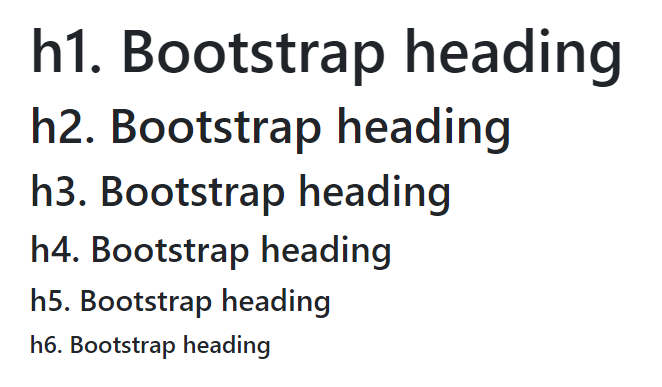 h1. Bootstrap heading
h2. Bootstrap heading
h3. Bootstrap heading
h4. Bootstrap heading
h5. Bootstrap heading
h6. Bootstrap heading